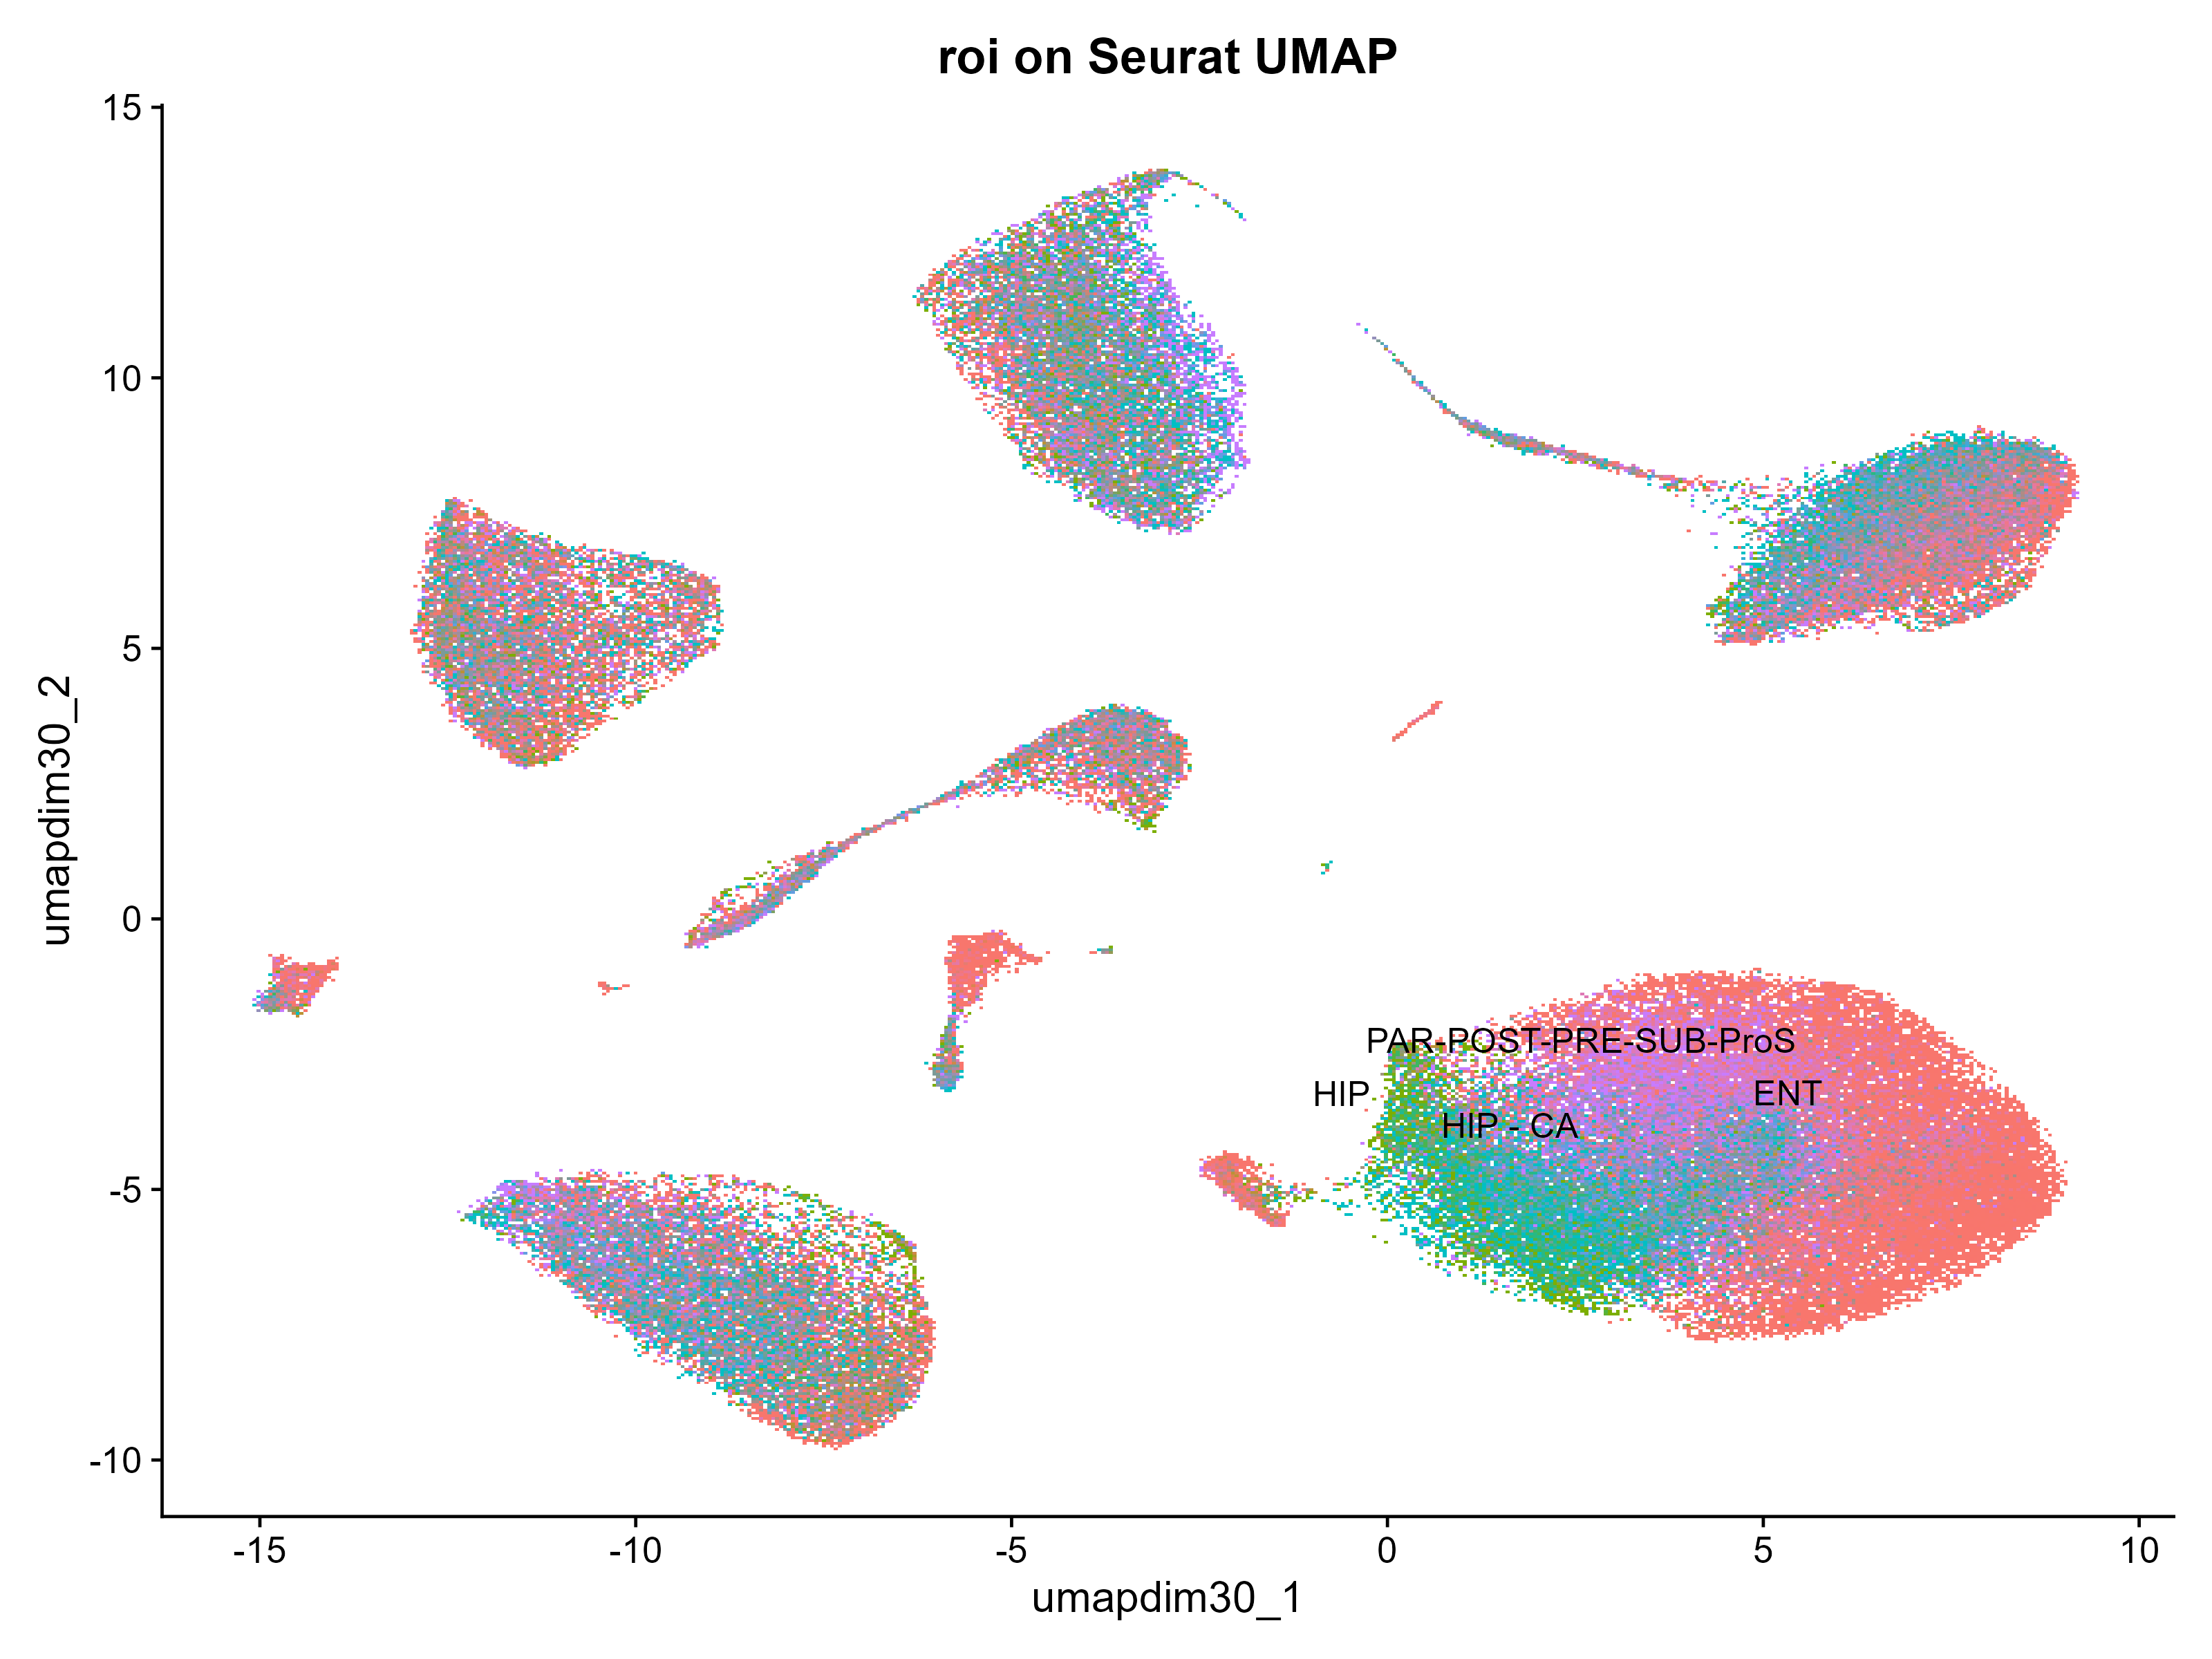 roi on Seurat UMAP
15
10
5
0
-5
-10
umapdim30_2
PAR-POST-PRE-SUB-ProS
HIP
ENT
HIP - CA
-15
-10
-5
0
5
10
umapdim30_1